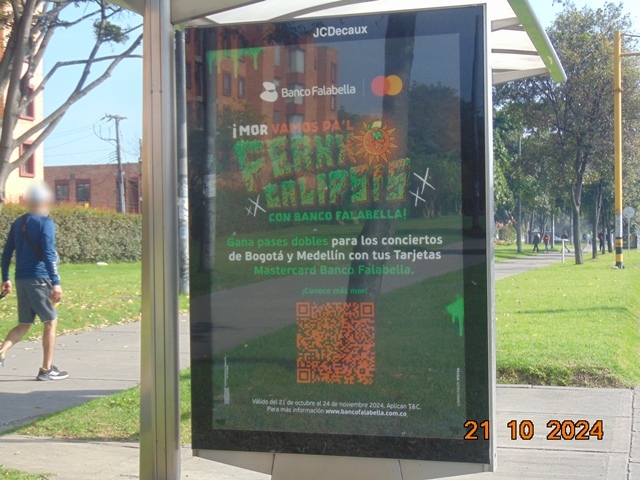 JCDecaux
Banco Falabella
¡MOR VAMOS PA'L
FERXXO
CALIPSIS
CON BANCO FALABELLA!
Gana pases dobles para los conciertos
de Bogotá y Medellín con tus Tarjetas
Mastercard Banco Falabella.
¡Conoce más mor!
Válido del 21 de octubre al 24 de noviembre 2024. Aplican T&C.
Para más información www.bancofalabella.com.co
21 10 2024